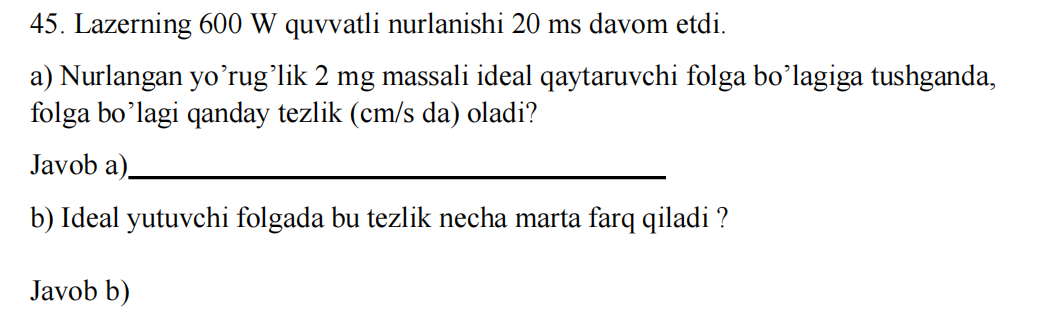 45. Lazerning 600 W quvvatli nurlanishi 20 ms davom etdi.
a) Nurlangan yo’rug’lik 2 mg massali ideal qaytaruvchi folga bo’lagiga tushganda,
folga bo’lagi qanday tezlik (cm/s da) oladi?
Javob a)
b) Ideal yutuvchi folgada bu tezlik necha marta farq qiladi ?
Javob b)